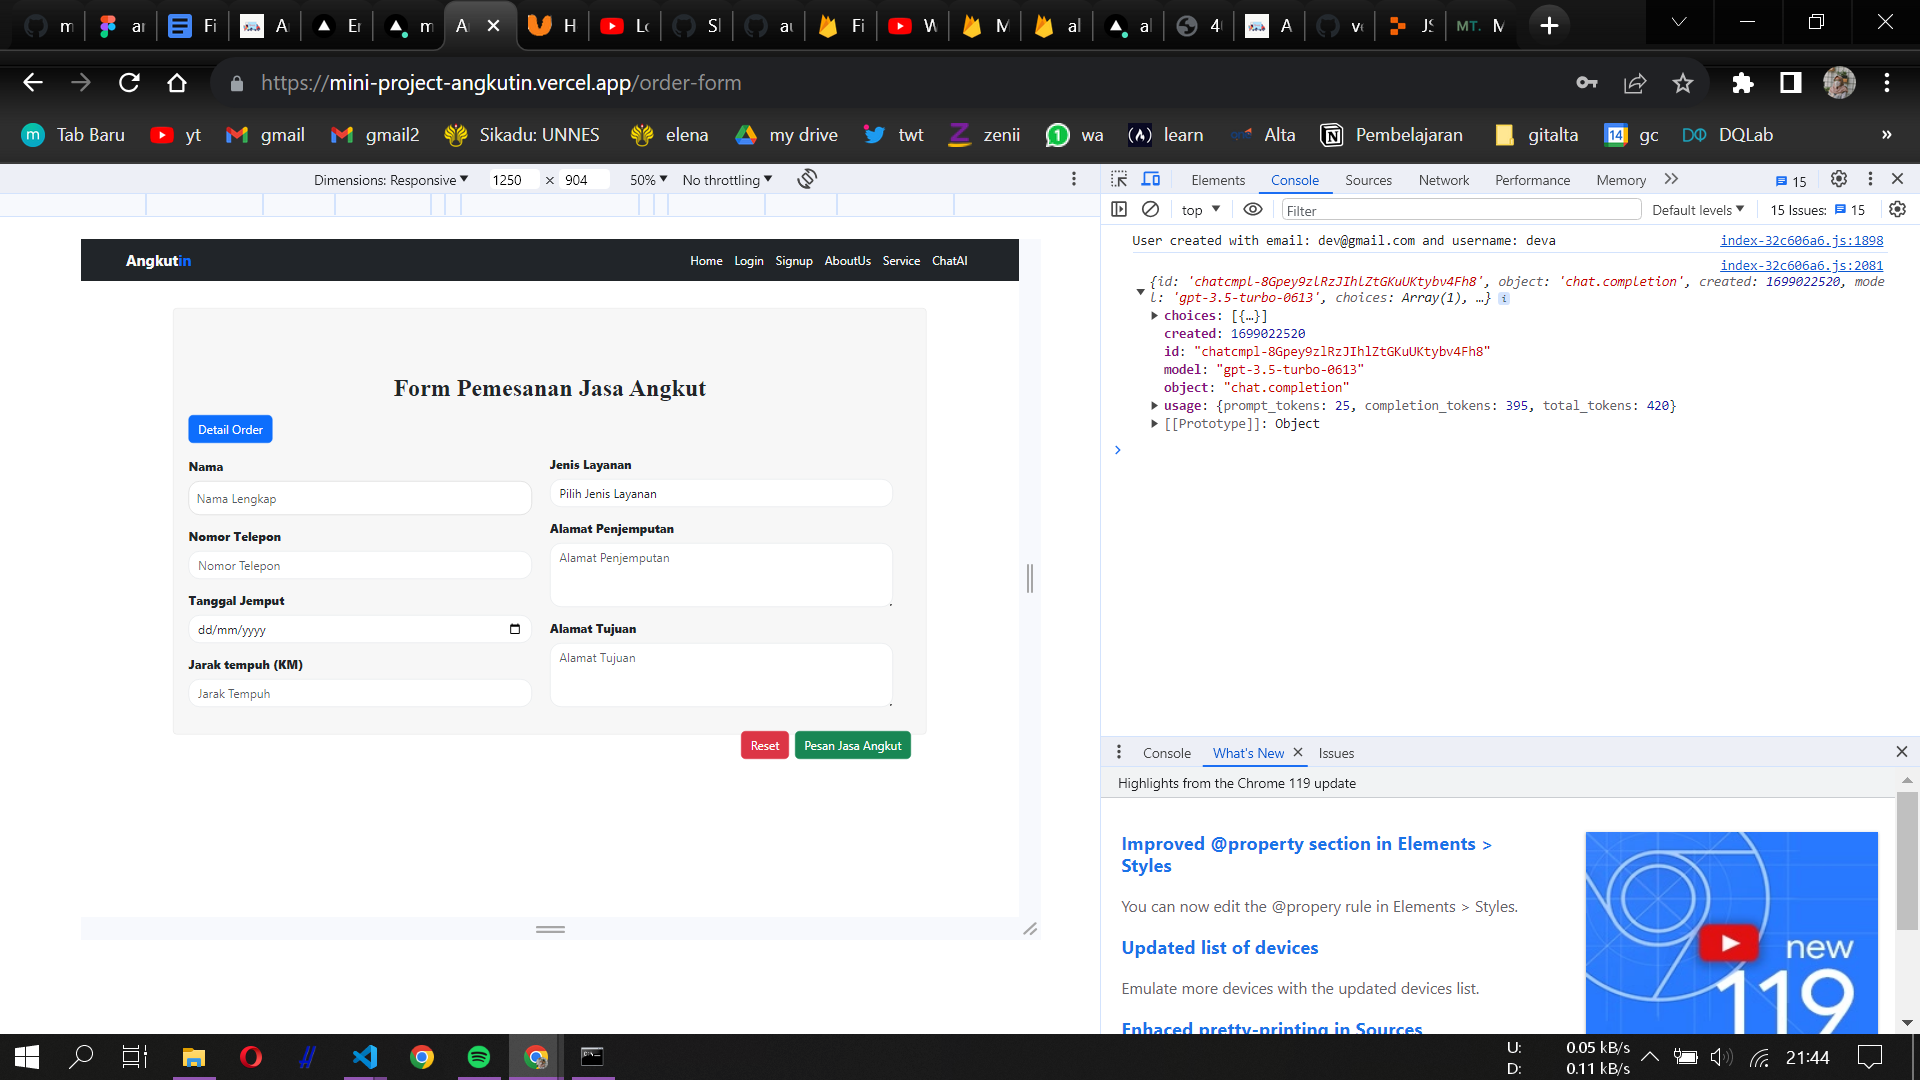 m
ar
Fi
A
Er
m
A
H
Lo
Sl
au
Fi
W
M
al
al
4(
A
ve
JS
MT. M
https://mini-project-angkutin.vercel.app/order-form
Tab Baru
yt
gmail
gmail2
Sikadu: UNNES
elena
my drive
twt
zenii
1 wa
learn
Alta
Pembelajaran
gitalta
14 gc
DQLab
»
Dimensions: Responsive 1250 × 904 50% No throttling
Elements Console Sources Network Performance Memory 15
top Filter Default levels 15 Issues: 15
Angkutin
Home Login Signup AboutUs Service ChatAI
Form Pemesanan Jasa Angkut
Detail Order
Nama
Nama Lengkap
Nomor Telepon
Nomor Telepon
Tanggal Jemput
dd/mm/yyyy
Jarak tempuh (KM)
Jarak Tempuh
Jenis Layanan
Pilih Jenis Layanan
Alamat Penjemputan
Alamat Penjemputan
Alamat Tujuan
Alamat Tujuan
Reset Pesan Jasa Angkut
User created with email: dev@gmail.com and username: deva index-32c606a6.js:1898
index-32c606a6.js:2081
{id: 'chatcmpl-8Gpey9zlRzJIhlZtGKuUKtybv4Fh8', object: 'chat.completion', created: 1699022520, mode
l: 'gpt-3.5-turbo-0613', choices: Array(1), …} i
choices: [{…}]
created: 1699022520
id: "chatcmpl-8Gpey9zlRzJIhlZtGKuUKtybv4Fh8"
model: "gpt-3.5-turbo-0613"
object: "chat.completion"
usage: {prompt_tokens: 25, completion_tokens: 395, total_tokens: 420}
[[Prototype]]: Object
Console What's New Issues
Highlights from the Chrome 119 update
Improved @property section in Elements >
Styles
You can now edit the @propery rule in Elements > Styles.
Updated list of devices
Emulate more devices with the updated devices list.
Enhaced pretty-printing in Sources
new
119
U: 0.05 kB/s
D: 0.11 kB/s
21:44